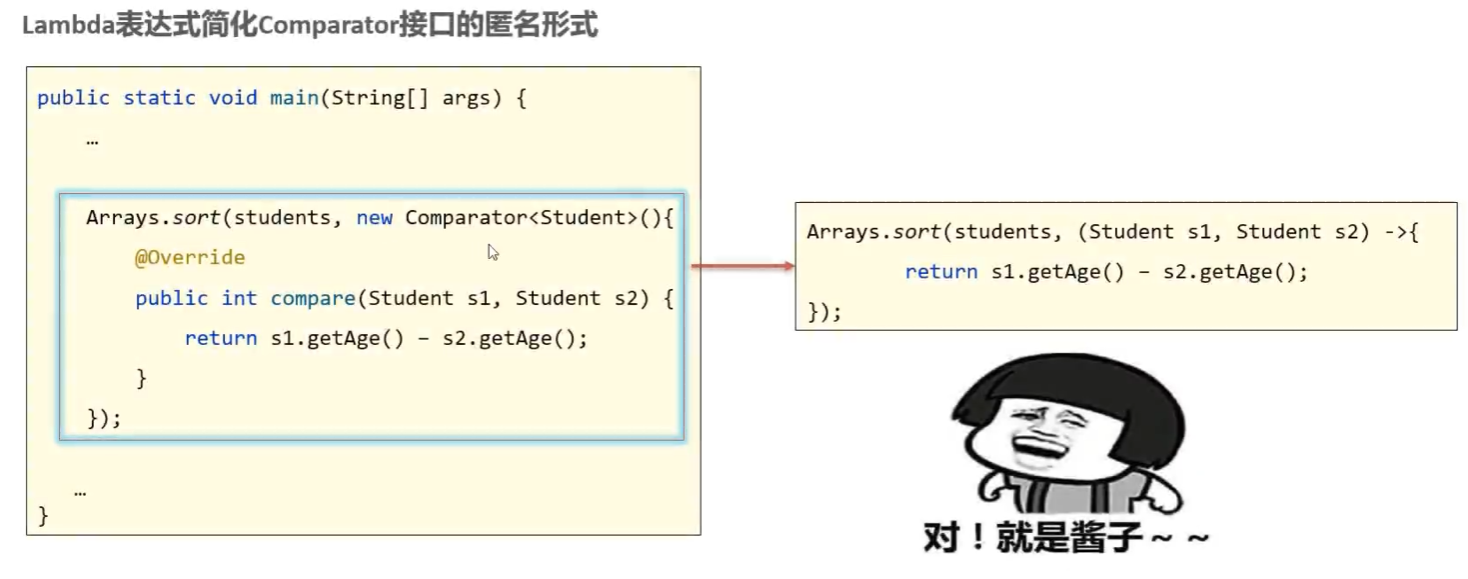 Lambda表达式简化Comparator接口的匿名形式
public static void main(String[] args) {
…
Arrays.sort(students, new Comparator<Student>(){
@Override
public int compare(Student s1, Student s2) {
return s1.getAge() – s2.getAge();
}
});
…
}
Arrays.sort(students, (Student s1, Student s2) ->{
return s1.getAge() – s2.getAge();
});
对！就是酱子~ ~